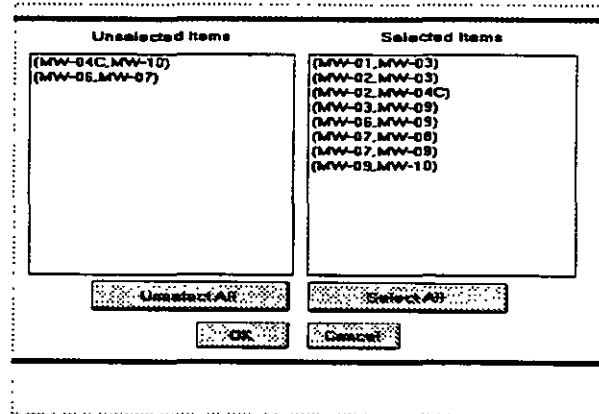 Unselected Items
(MW-04C,MW-10)
(MW-06,MW-07)
Selected Items
(MW-01,MW-03)
(MW-02,MW-03)
(MW-02,MW-04C)
(MW-03,MW-09)
(MW-06,MW-09)
(MW-07,MW-08)
(MW-07,MW-09)
(MW-09,MW-10)
Unselect All
Select All
OK
Cancel